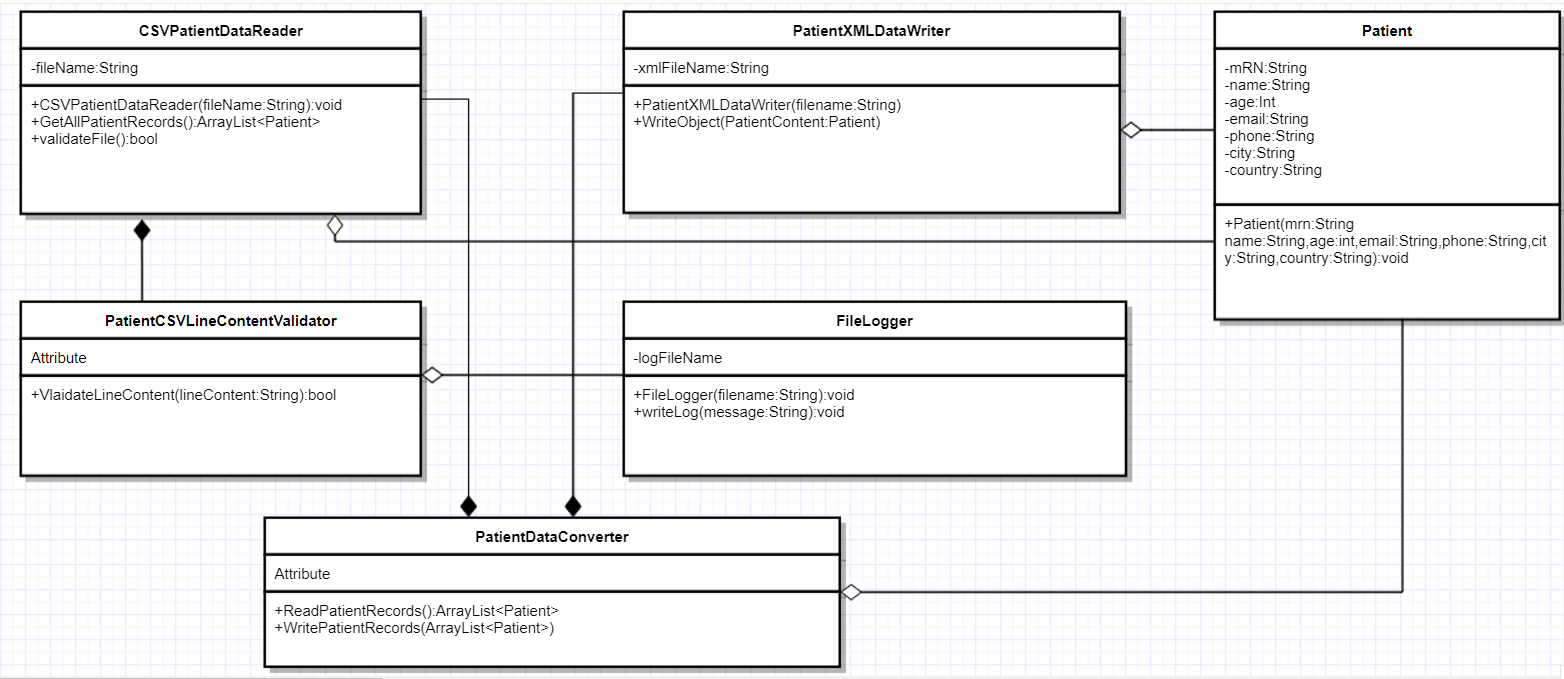 CSVPatientDataReader
-fileName:String
+CSVPatientDataReader(fileName:String):void
+GetAllPatientRecords():ArrayList<Patient>
+validateFile():bool
PatientXMLDataWriter
-xmlFileName:String
+PatientXMLDataWriter(filename:String)
+WriteObject(PatientContent:Patient)
Patient
-mRN:String
-name:String
-age:Int
-email:String
-phone:String
-city:String
-country:String
+Patient(mrn:String
name:String,age:int,email:String,phone:String,cit
y:String,country:String):void
PatientCSVLineContentValidator
Attribute
+VlaidateLineContent(lineContent:String):bool
FileLogger
-logFileName
+FileLogger(filename:String):void
+writeLog(message:String):void
PatientDataConverter
Attribute
+ReadPatientRecords():ArrayList<Patient>
+WritePatientRecords(ArrayList<Patient>)